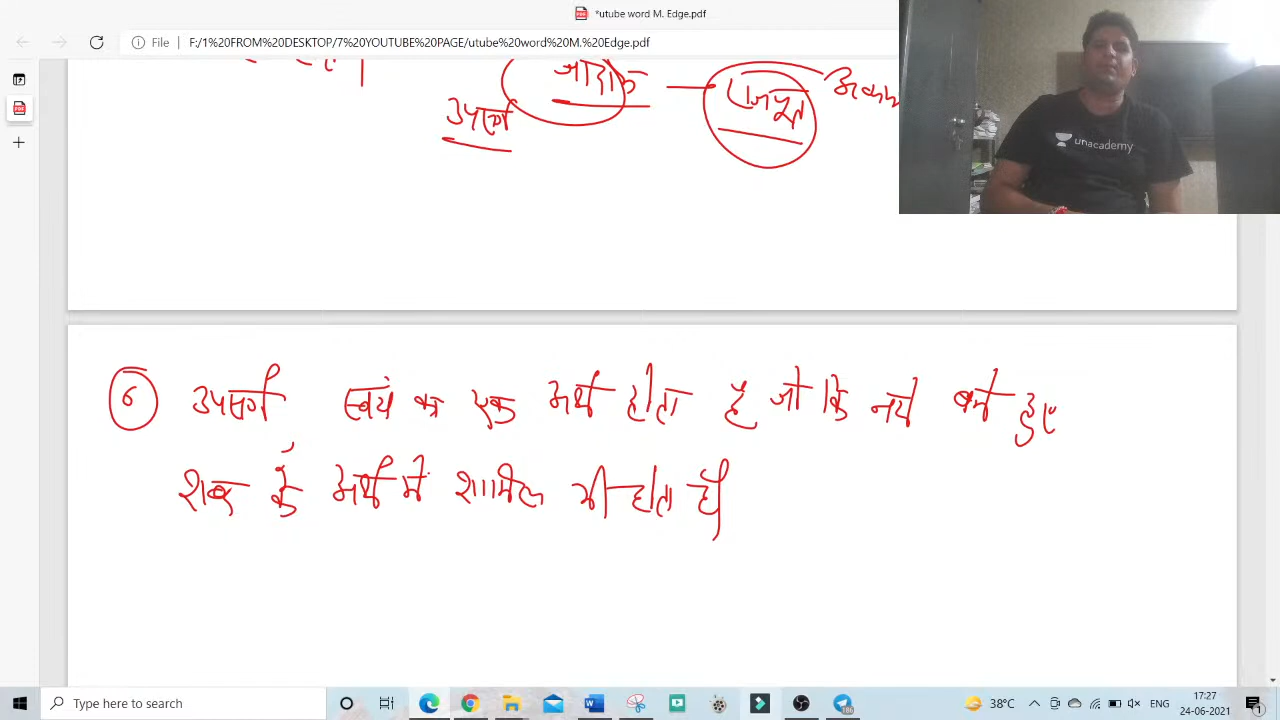 *utube word M. Edge.pdf
File F:/1%20FROM%20DESKTOP/7%20YOUTUBE%20PAGE/utube%20word%20M.%20Edge.pdf
उपसर्ग
unacademy
6 उपसर्ग स्वयं का एक अर्थ होता है जो कि नये बने हुए
शब्द के अर्थ में शामिल भी होता है
Type here to search
186
38°C ENG 17:27
24-06-2021
1